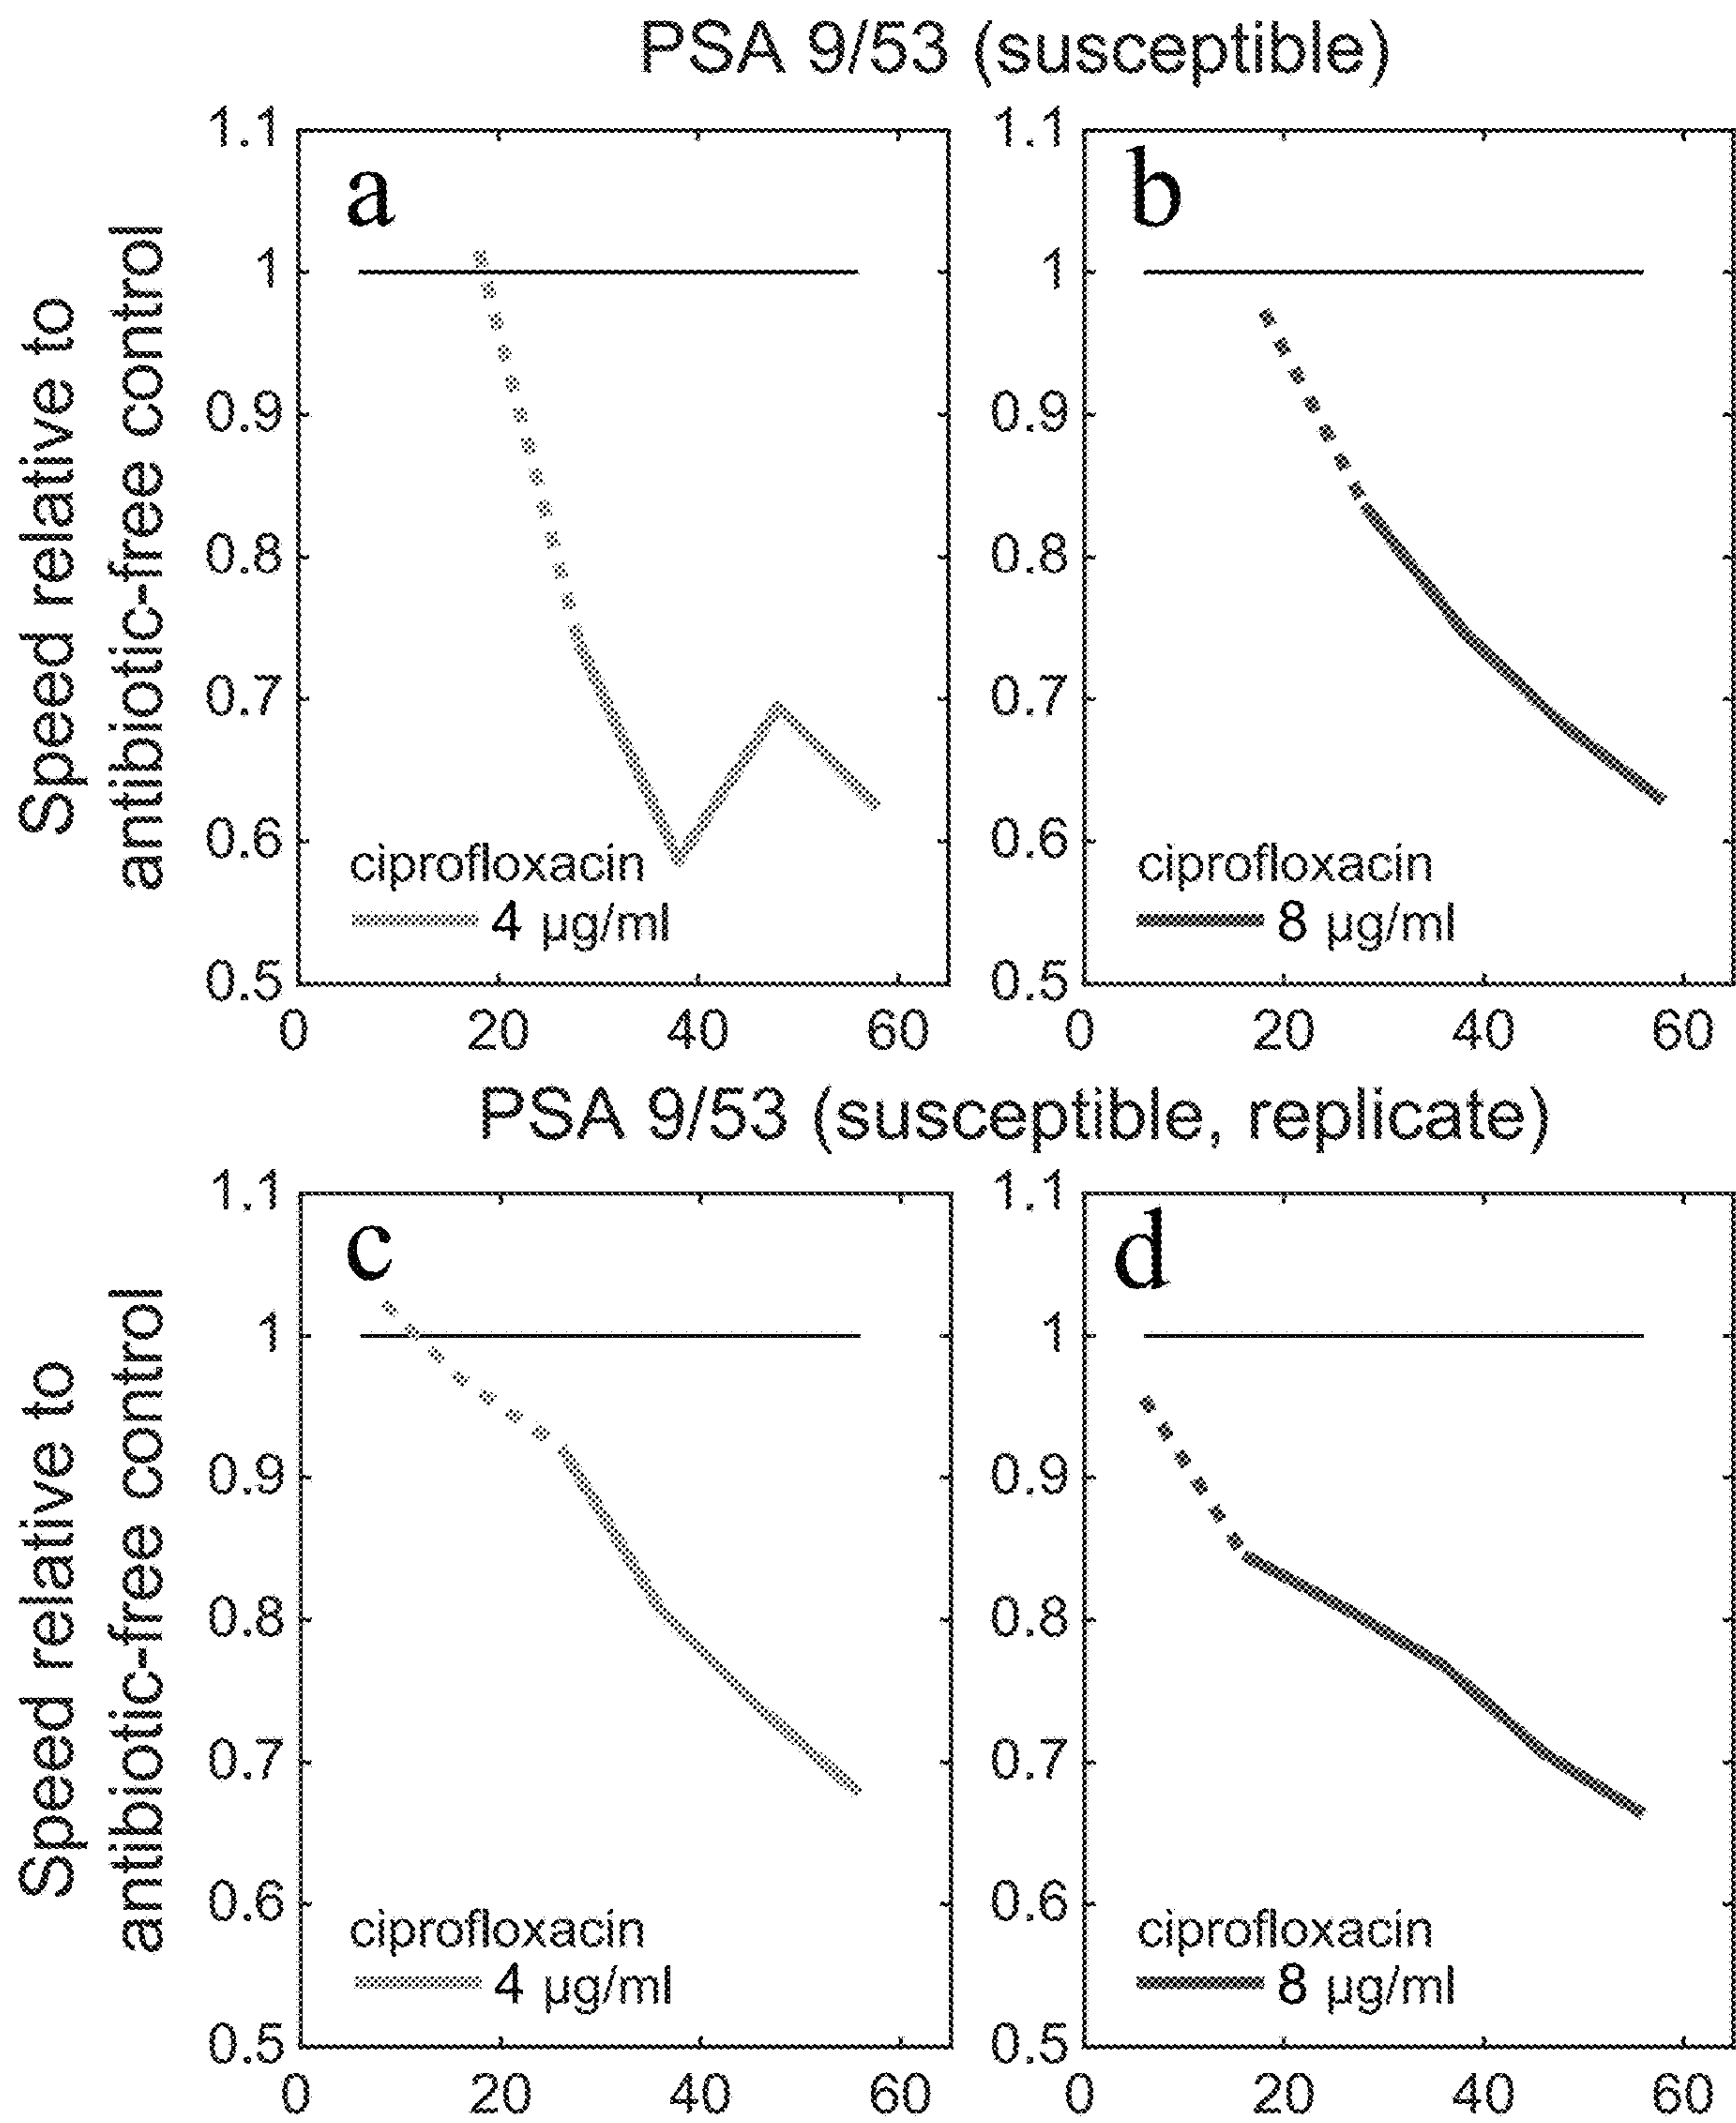 PSA 9/53 (susceptible)
Speed relative to
antibiotic-free control
1.1
1
0.9
0.8
0.7
0.6
0.5
a
ciprofloxacin
4 µg/ml
0 20 40 60
1.1
1
0.9
0.8
0.7
0.6
0.5
b
ciprofloxacin
8 µg/ml
0 20 40 60
PSA 9/53 (susceptible, replicate)
Speed relative to
antibiotic-free control
1.1
1
0.9
0.8
0.7
0.6
0.5
c
ciprofloxacin
4 µg/ml
0 20 40 60
1.1
1
0.9
0.8
0.7
0.6
0.5
d
ciprofloxacin
8 µg/ml
0 20 40 60